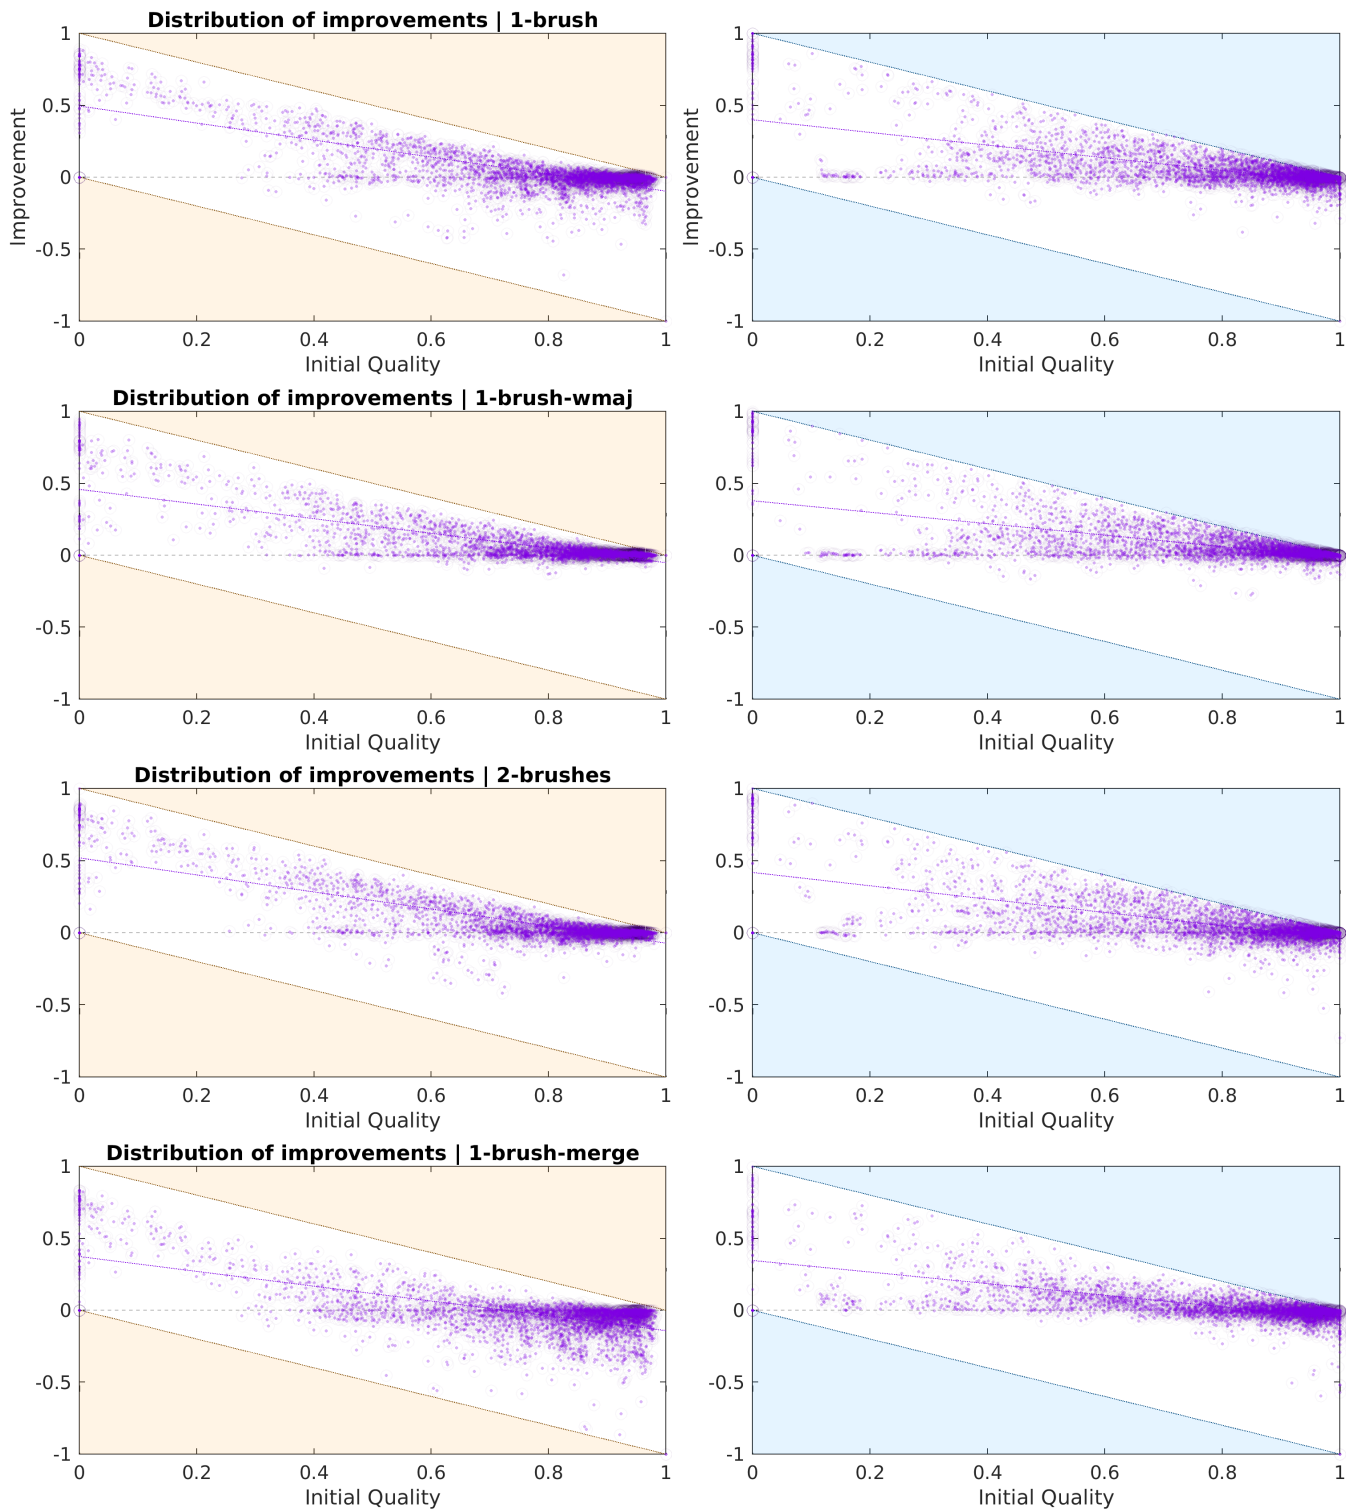 Distribution of improvements | 1-brush
1
0.5
0
-0.5
-1
Improvement
0 0.2 0.4 0.6 0.8 1
Initial Quality
1
0.5
0
-0.5
-1
Improvement
0 0.2 0.4 0.6 0.8 1
Initial Quality
Distribution of improvements | 1-brush-wmaj
1
0.5
0
-0.5
-1
0 0.2 0.4 0.6 0.8 1
Initial Quality
1
0.5
0
-0.5
-1
0 0.2 0.4 0.6 0.8 1
Initial Quality
Distribution of improvements | 2-brushes
1
0.5
0
-0.5
-1
0 0.2 0.4 0.6 0.8 1
Initial Quality
1
0.5
0
-0.5
-1
0 0.2 0.4 0.6 0.8 1
Initial Quality
Distribution of improvements | 1-brush-merge
1
0.5
0
-0.5
-1
0 0.2 0.4 0.6 0.8 1
Initial Quality
1
0.5
0
-0.5
-1
0 0.2 0.4 0.6 0.8 1
Initial Quality